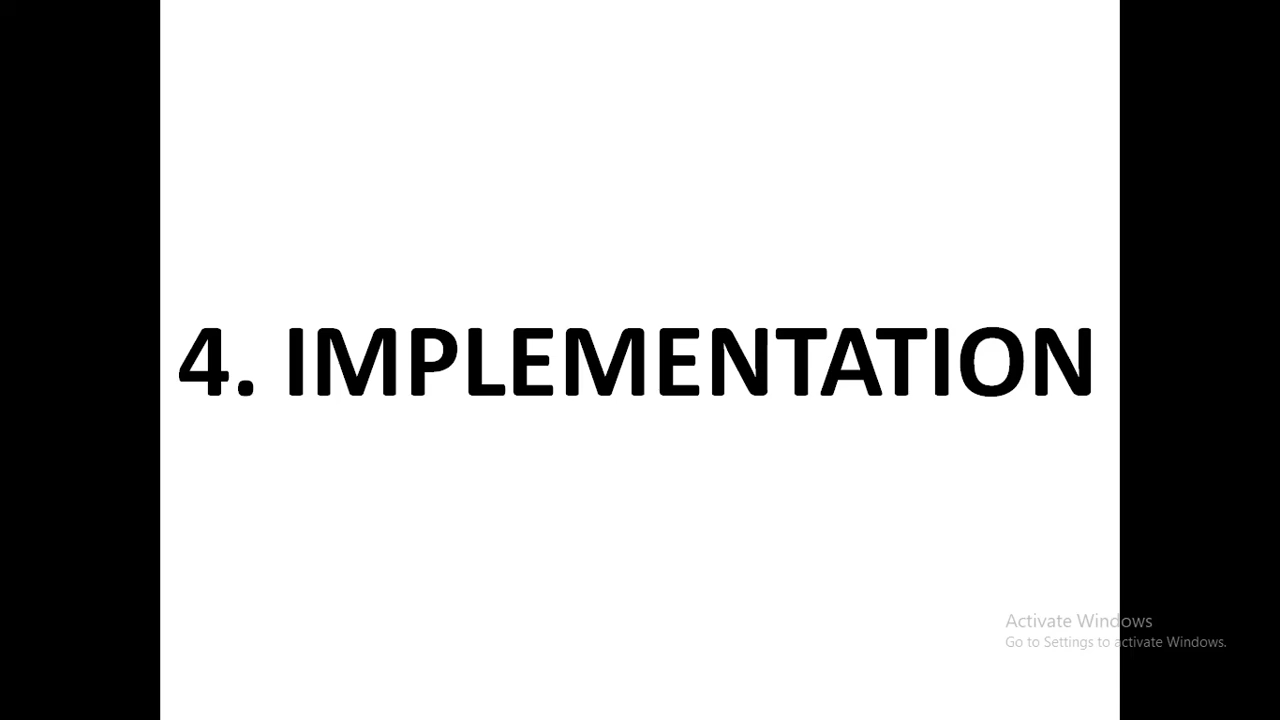 4. IMPLEMENTATION
Activate Windows
Go to Settings to activate Windows.